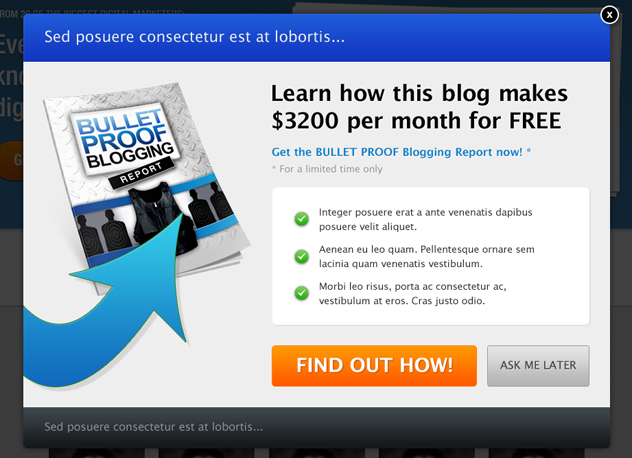 FROM 20 OF THE BIGGEST DIGITAL MARKETERS:
x
Sed posuere consectetur est at lobortis...
BULLET
PROOF
BLOGGING
REPORT
Learn how this blog makes
$3200 per month for FREE
Get the BULLET PROOF Blogging Report now! *
* For a limited time only
Integer posuere erat a ante venenatis dapibus
posuere velit aliquet.
Aenean eu leo quam. Pellentesque ornare sem
lacinia quam venenatis vestibulum.
Morbi leo risus, porta ac consectetur ac,
vestibulum at eros. Cras justo odio.
FIND OUT HOW!
ASK ME LATER
Sed posuere consectetur est at lobortis...